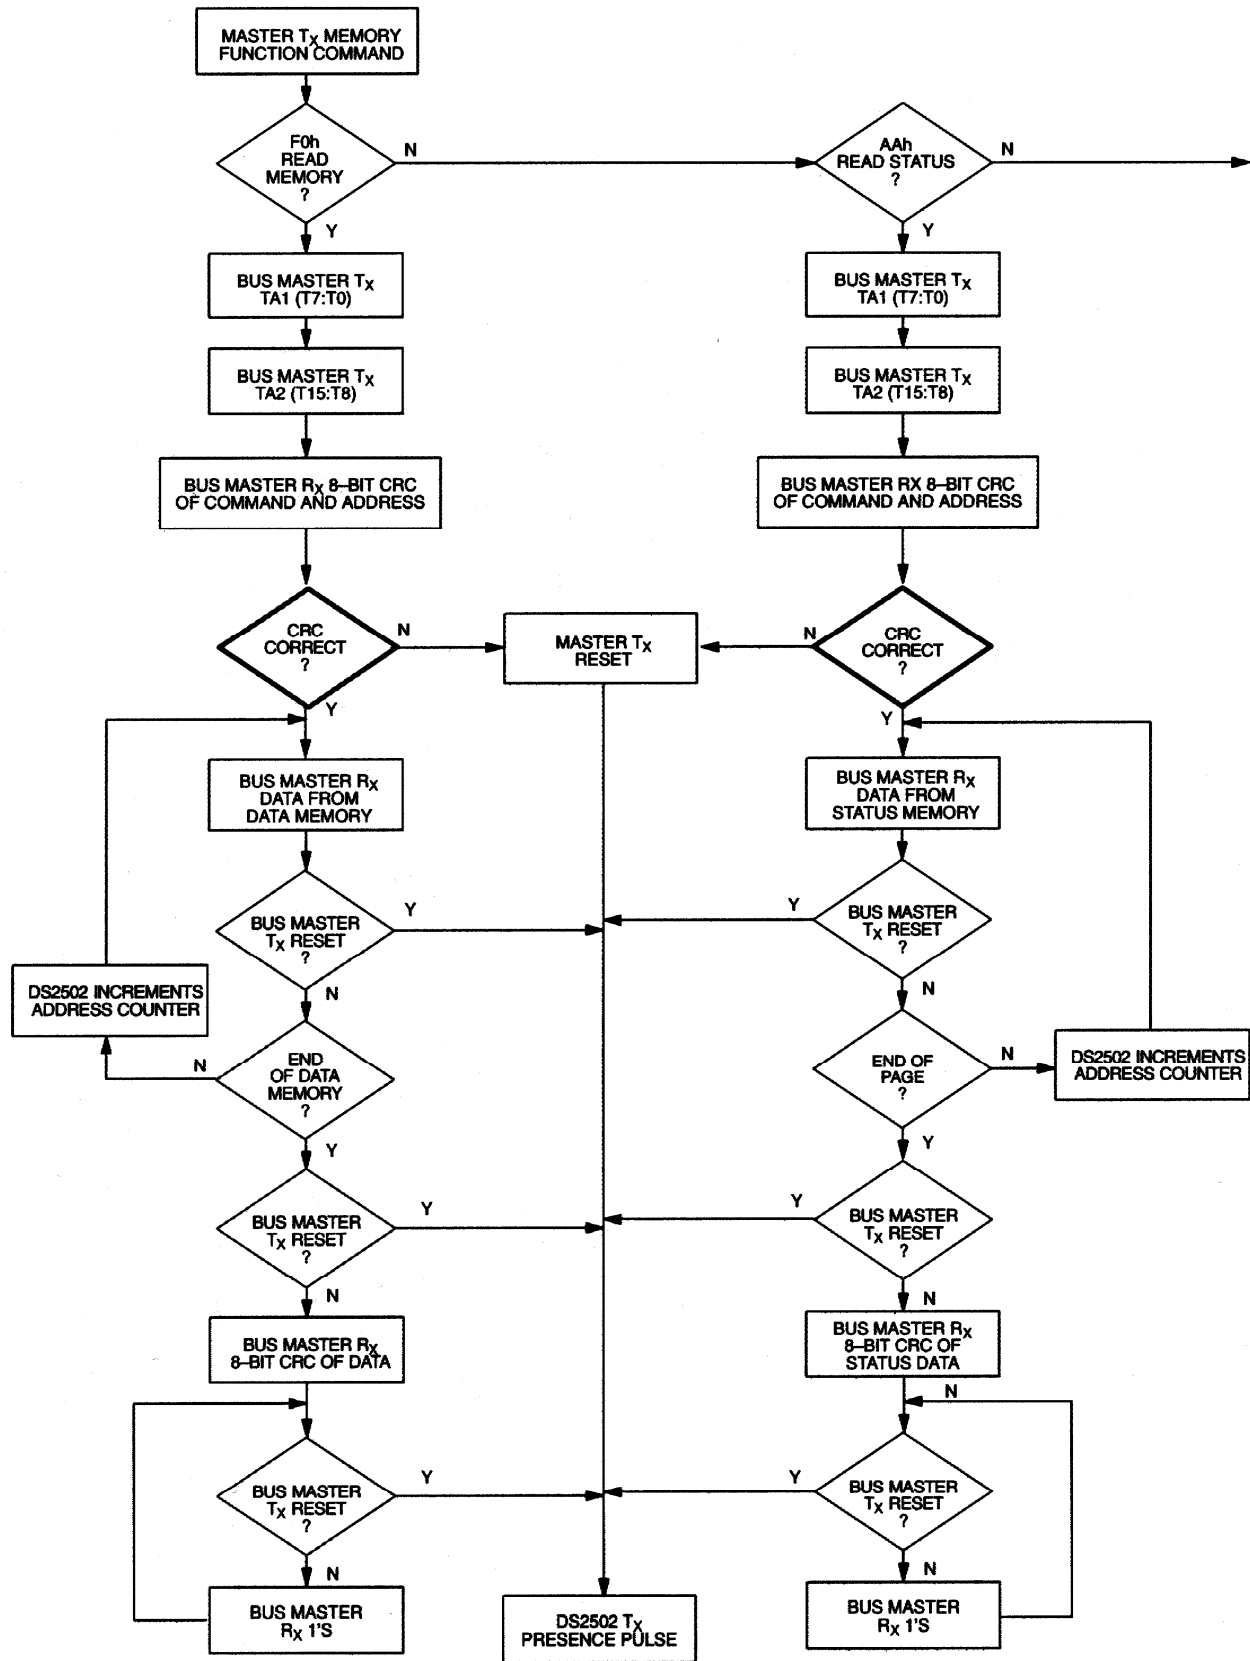 MASTER TX MEMORY
FUNCTION COMMAND
F0h
READ
MEMORY
?
N
Y
AAh
READ STATUS
?
N
Y
BUS MASTER TX
TA1 (T7:T0)
BUS MASTER TX
TA2 (T15:T8)
BUS MASTER RX 8–BIT CRC
OF COMMAND AND ADDRESS
BUS MASTER TX
TA1 (T7:T0)
BUS MASTER TX
TA2 (T15:T8)
BUS MASTER RX 8–BIT CRC
OF COMMAND AND ADDRESS
CRC
CORRECT
?
N
Y
MASTER TX
RESET
N
CRC
CORRECT
?
Y
BUS MASTER RX
DATA FROM
DATA MEMORY
BUS MASTER
TX RESET
?
Y
N
DS2502 INCREMENTS
ADDRESS COUNTER
N
END
OF DATA
MEMORY
?
Y
BUS MASTER
TX RESET
?
Y
N
BUS MASTER RX
8–BIT CRC OF DATA
BUS MASTER
TX RESET
?
Y
N
BUS MASTER
RX 1'S
DS2502 TX
PRESENCE PULSE
BUS MASTER RX
DATA FROM
STATUS MEMORY
Y
BUS MASTER
TX RESET
?
N
END OF
PAGE
?
N
DS2502 INCREMENTS
ADDRESS COUNTER
Y
Y
BUS MASTER
TX RESET
?
N
BUS MASTER RX
8–BIT CRC OF
STATUS DATA
N
Y
BUS MASTER
TX RESET
?
N
BUS MASTER
RX 1'S